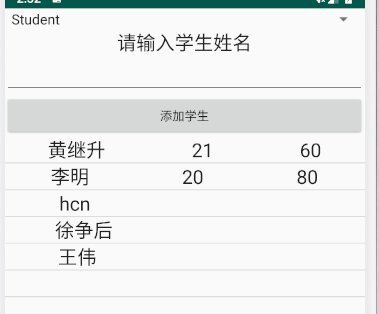 Student
请输入学生姓名
添加学生
黄继升 21 60
李明 20 80
hcn
徐争后
王伟